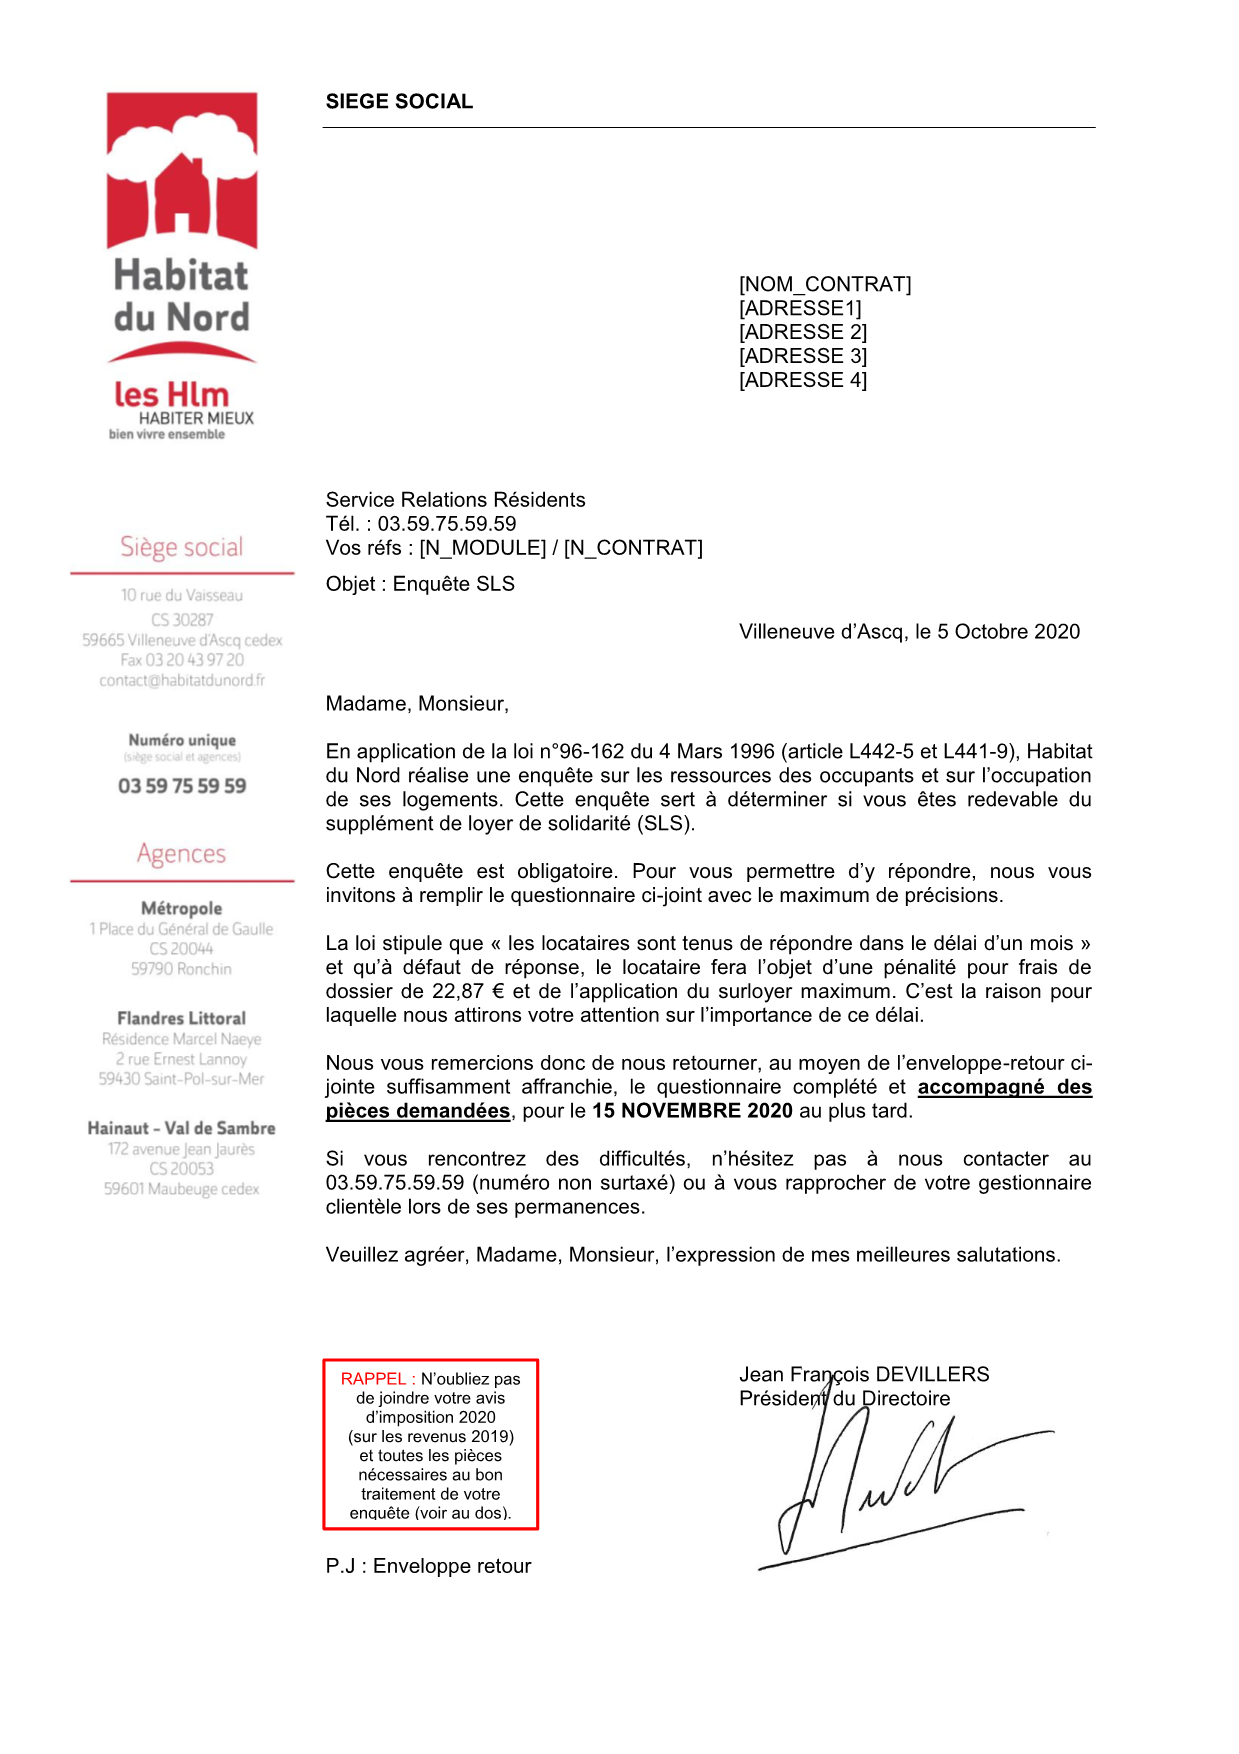 SIEGE SOCIAL
Habitat
du Nord
les Hlm
HABITER MIEUX
bien vivre ensemble
[NOM_CONTRAT]
[ADRESSE1]
[ADRESSE 2]
[ADRESSE 3]
[ADRESSE 4]
Siège social
10 rue du Vaisseau
CS 30287
59665 Villeneuve d'Ascq cedex
Fax 03 20 43 97 20
contact@habitatdunord.fr
Numéro unique
(siège social et agences)
03 59 75 59 59
Agences
Métropole
1 Place du Général de Gaulle
CS 20044
59790 Ronchin
Flandres Littoral
Résidence Marcel Naeye
2 rue Ernest Lannoy
59430 Saint-Pol-sur-Mer
Hainaut - Val de Sambre
172 avenue Jean Jaurès
CS 20053
59601 Maubeuge cedex
Service Relations Résidents
Tél. : 03.59.75.59.59
Vos réfs : [N_MODULE] / [N_CONTRAT]
Objet : Enquête SLS
Villeneuve d’Ascq, le 5 Octobre 2020
Madame, Monsieur,
En application de la loi n°96-162 du 4 Mars 1996 (article L442-5 et L441-9), Habitat
du Nord réalise une enquête sur les ressources des occupants et sur l’occupation
de ses logements. Cette enquête sert à déterminer si vous êtes redevable du
supplément de loyer de solidarité (SLS).
Cette enquête est obligatoire. Pour vous permettre d’y répondre, nous vous
invitons à remplir le questionnaire ci-joint avec le maximum de précisions.
La loi stipule que « les locataires sont tenus de répondre dans le délai d’un mois »
et qu’à défaut de réponse, le locataire fera l’objet d’une pénalité pour frais de
dossier de 22,87 € et de l’application du surloyer maximum. C’est la raison pour
laquelle nous attirons votre attention sur l’importance de ce délai.
Nous vous remercions donc de nous retourner, au moyen de l’enveloppe-retour ci-
jointe suffisamment affranchie, le questionnaire complété et accompagné des
pièces demandées, pour le 15 NOVEMBRE 2020 au plus tard.
Si vous rencontrez des difficultés, n’hésitez pas à nous contacter au
03.59.75.59.59 (numéro non surtaxé) ou à vous rapprocher de votre gestionnaire
clientèle lors de ses permanences.
Veuillez agréer, Madame, Monsieur, l’expression de mes meilleures salutations.
RAPPEL : N’oubliez pas
de joindre votre avis
d’imposition 2020
(sur les revenus 2019)
et toutes les pièces
nécessaires au bon
traitement de votre
enquête (voir au dos).
Jean François DEVILLERS
Président du Directoire
P.J : Enveloppe retour